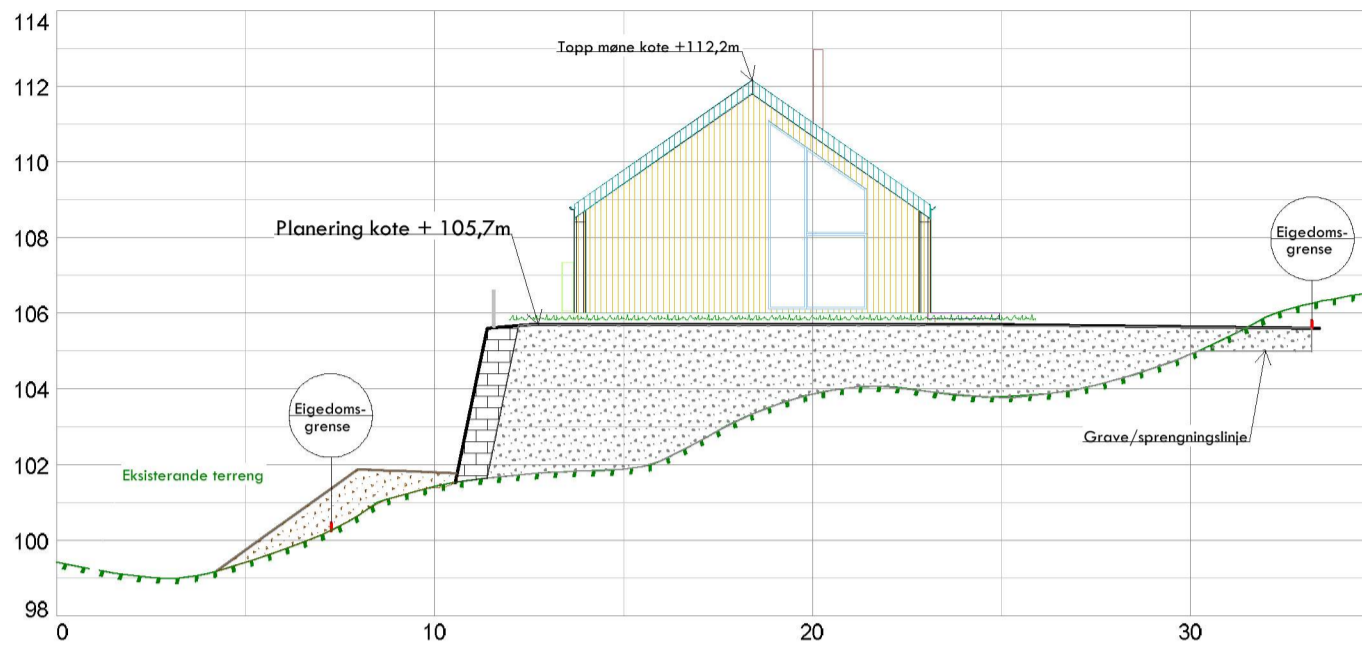 114
Topp møne kote +112,2m
112
110
Planering kote + 105,7m
108
Eigedoms-
grense
106
104
Eigedoms-
grense
Grave/sprengningslinje
102
Eksisterande terreng
100
98
0
10
20
30